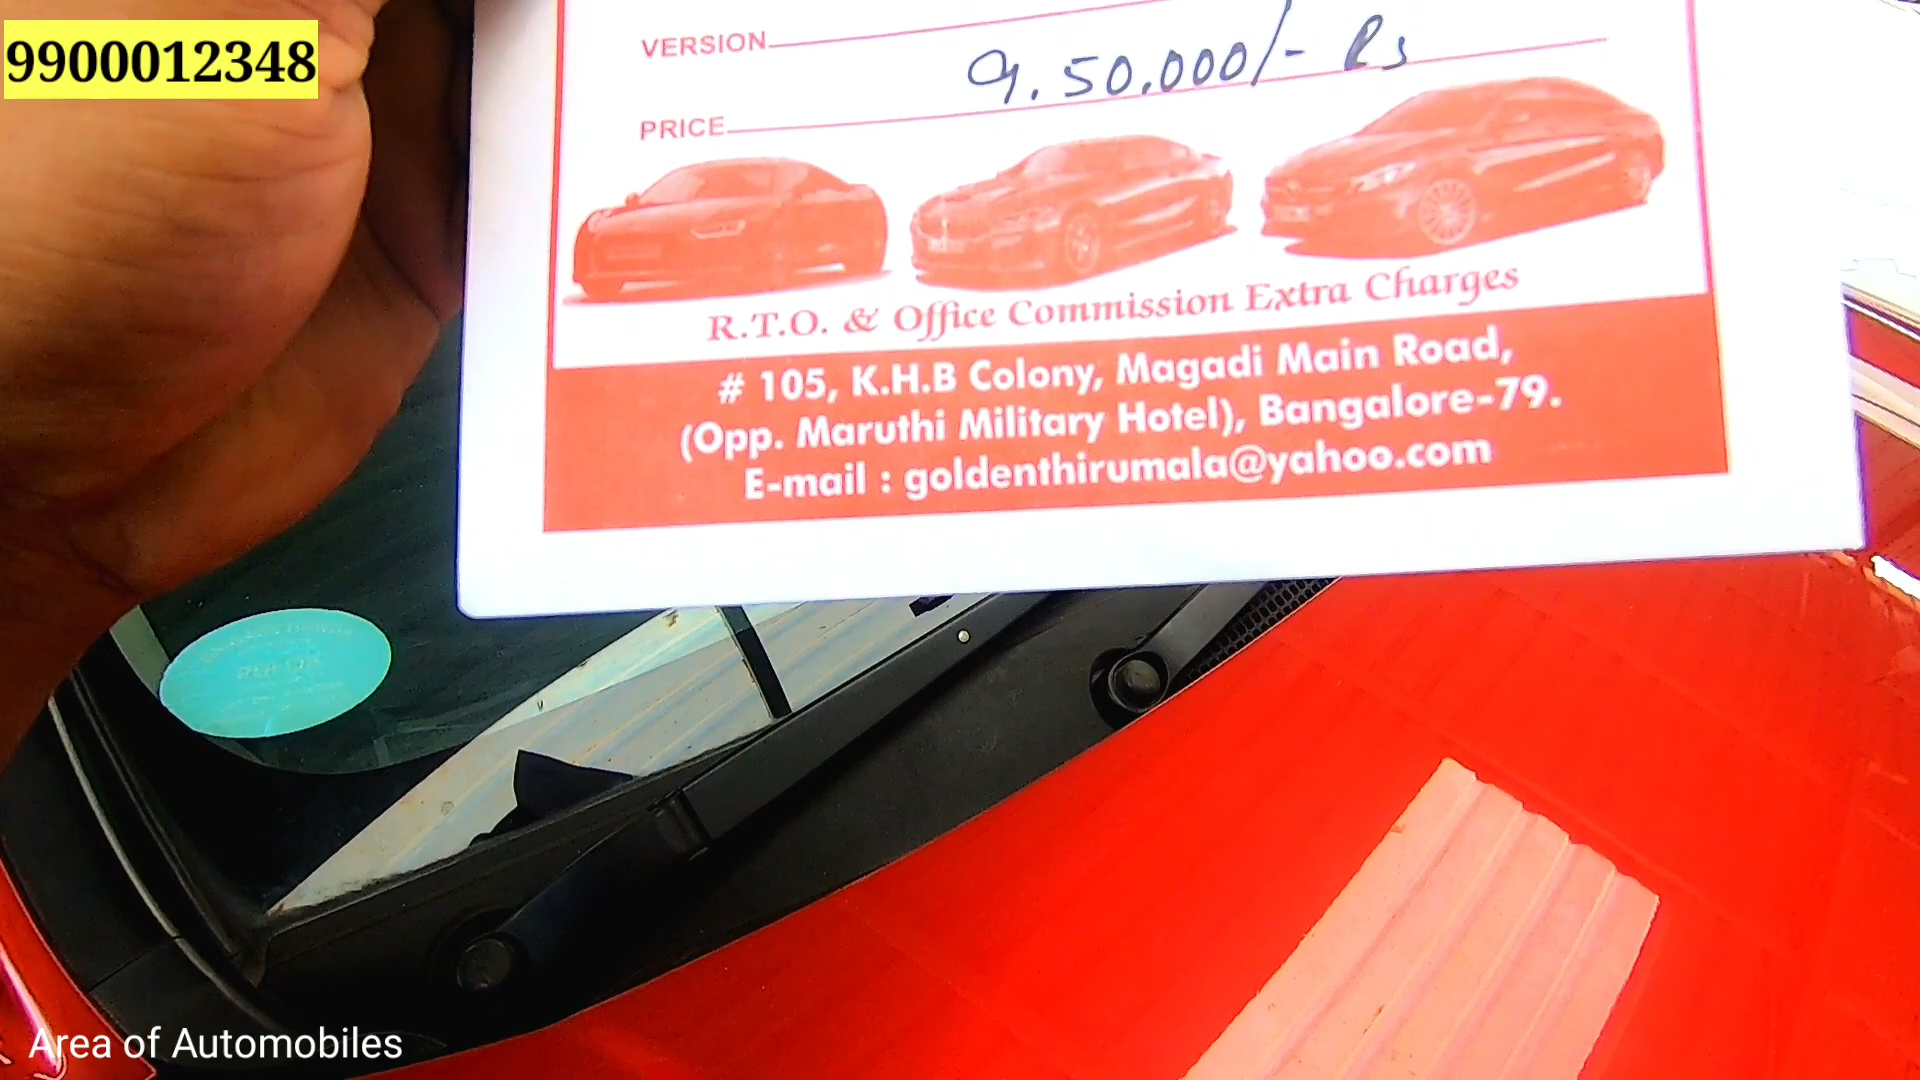 9900012348
VERSION
9.50.000/- Rs
PRICE
R.T.O. & Office Commission Extra Charges
# 105, K.H.B Colony, Magadi Main Road,
(Opp. Maruthi Military Hotel), Bangalore-79.
E-mail : goldenthirumala@yahoo.com
Area of Automobiles